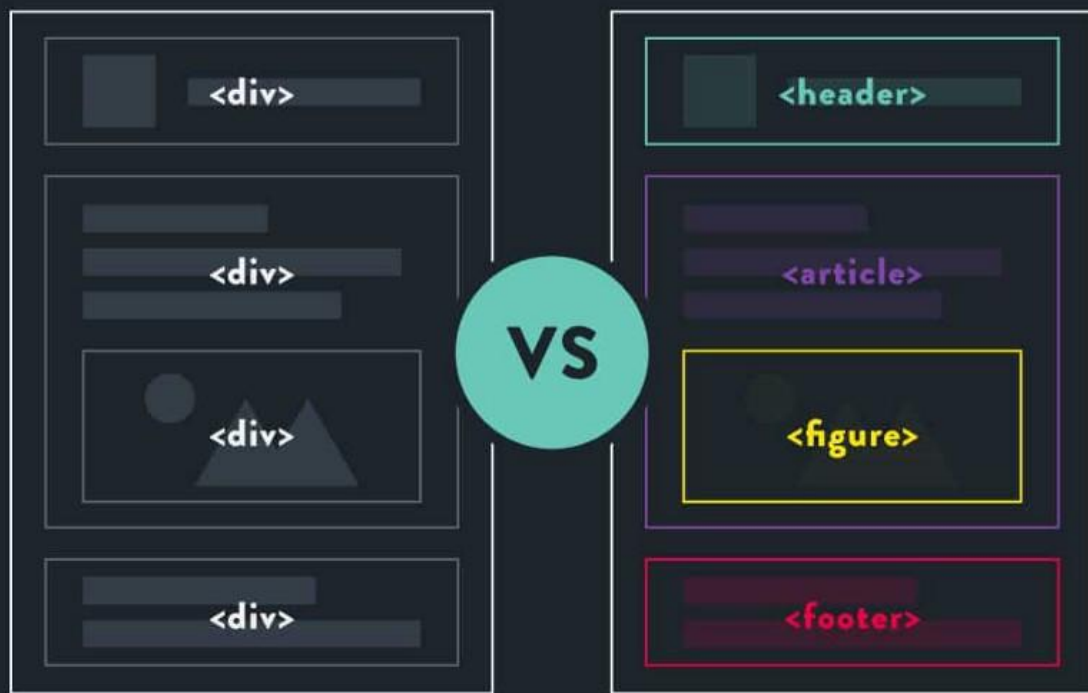 <div>
<div>
<div>
<div>
VS
<header>
<article>
<figure>
<footer>